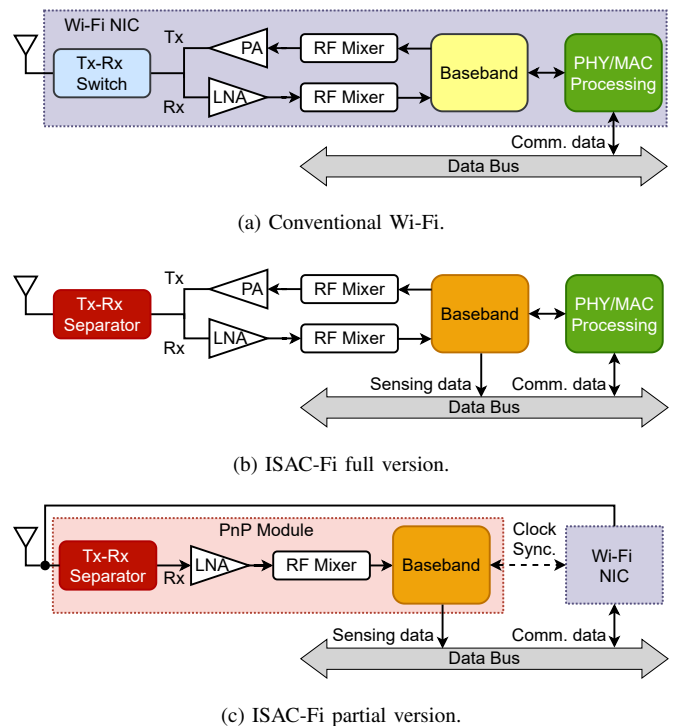 Wi-Fi NIC
Tx
PA
RF Mixer
Tx-Rx
Switch
Baseband
PHY/MAC
Processing
Rx
LNA
RF Mixer
Comm. data
Data Bus
(a) Conventional Wi-Fi.
Tx
PA
RF Mixer
Tx-Rx
Separator
Baseband
PHY/MAC
Processing
Rx
LNA
RF Mixer
Sensing data
Comm. data
Data Bus
(b) ISAC-Fi full version.
PnP Module
Tx-Rx
Separator
Rx
LNA
RF Mixer
Baseband
Clock
Sync.
Wi-Fi
NIC
Sensing data
Comm. data
Data Bus
(c) ISAC-Fi partial version.